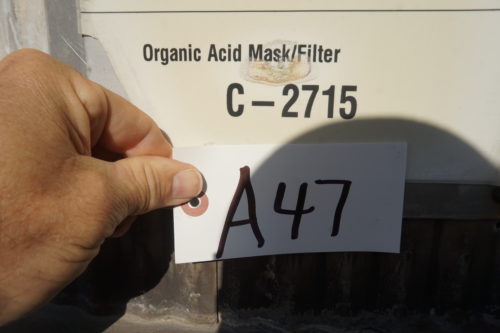 Organic Acid Mask/Filter
C-2715
A47